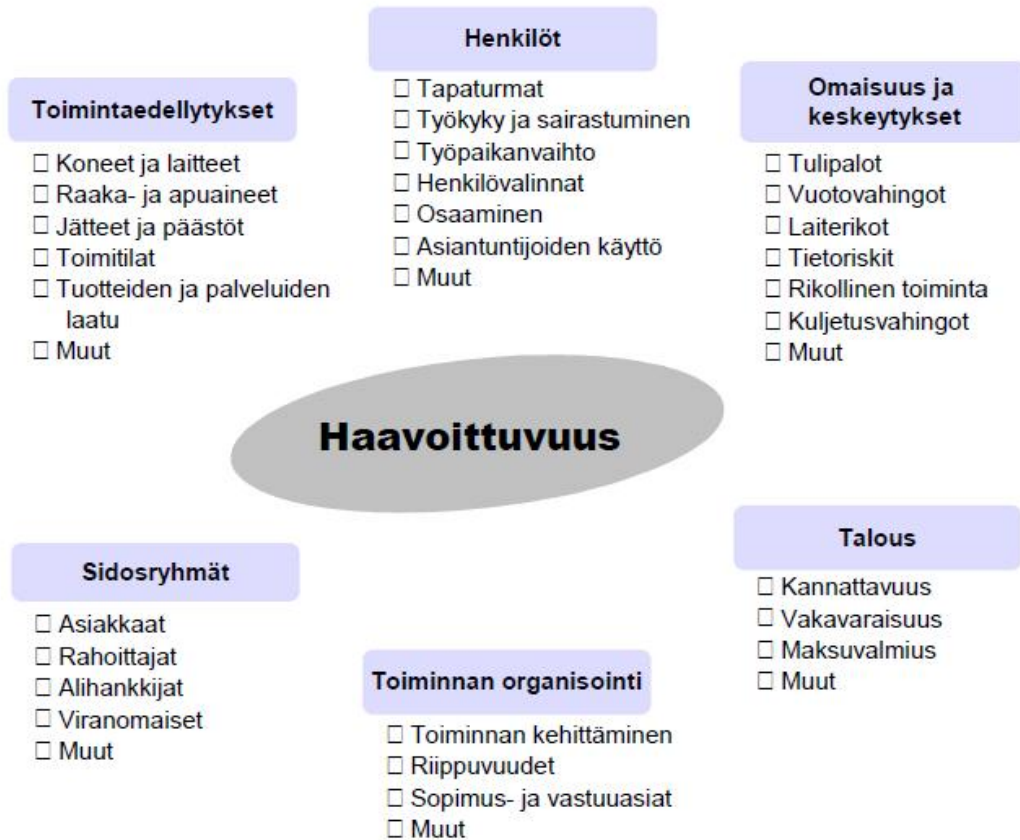 Henkilöt
☐ Tapaturmat
☐ Työkyky ja sairastuminen
☐ Työpaikanvaihto
☐ Henkilövalinnat
☐ Osaaminen
☐ Asiantuntijoiden käyttö
☐ Muut
Toimintaedellytykset
☐ Koneet ja laitteet
☐ Raaka- ja apuaineet
☐ Jätteet ja päästöt
☐ Toimitilat
☐ Tuotteiden ja palveluiden
laatu
☐ Muut
Omaisuus ja
keskeytykset
☐ Tulipalot
☐ Vuotovahingot
☐ Laiterikot
☐ Tietoriskit
☐ Rikollinen toiminta
☐ Kuljetusvahingot
☐ Muut
Haavoittuvuus
Sidosryhmät
☐ Asiakkaat
☐ Rahoittajat
☐ Alihankkijat
☐ Viranomaiset
☐ Muut
Toiminnan organisointi
☐ Toiminnan kehittäminen
☐ Riippuvuudet
☐ Sopimus- ja vastuuasiat
☐ Muut
Talous
☐ Kannattavuus
☐ Vakavaraisuus
☐ Maksuvalmius
☐ Muut